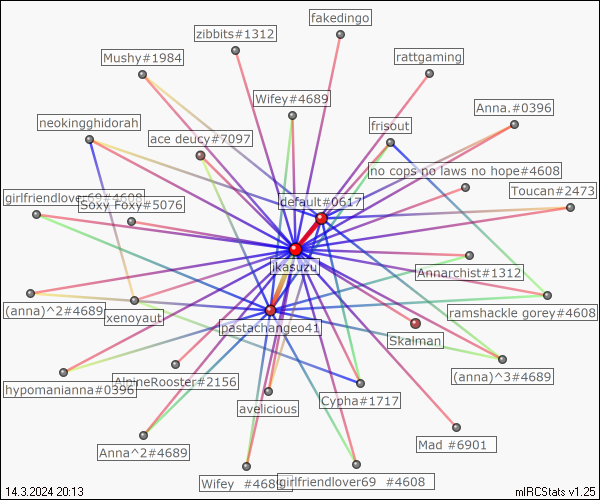 fakedingo
zibbits#1312
Mushy#1984
rattgaming
Wifey#4689
Anna.#0396
neokingghidorah
frisout
ace deucy#7097
no cops no laws no hope#4608
girlfriendlover69#4608
Toucan#2473
Soxy Foxy#5076
default#0617
jkasuzu
Annarchist#1312
(anna)^2#4689
xenoyaut
ramshackle gorey#4608
pastachangeo41
Skalman
hypomanianna#0396
AlpineRooster#2156
(anna)^3#4689
avelicious
Cypha#1717
Anna^2#4689
Mad #6901
Wifey #4689
girlfriendlover69 #4608
14.3.2024 20:13
mIRCStats v1.25